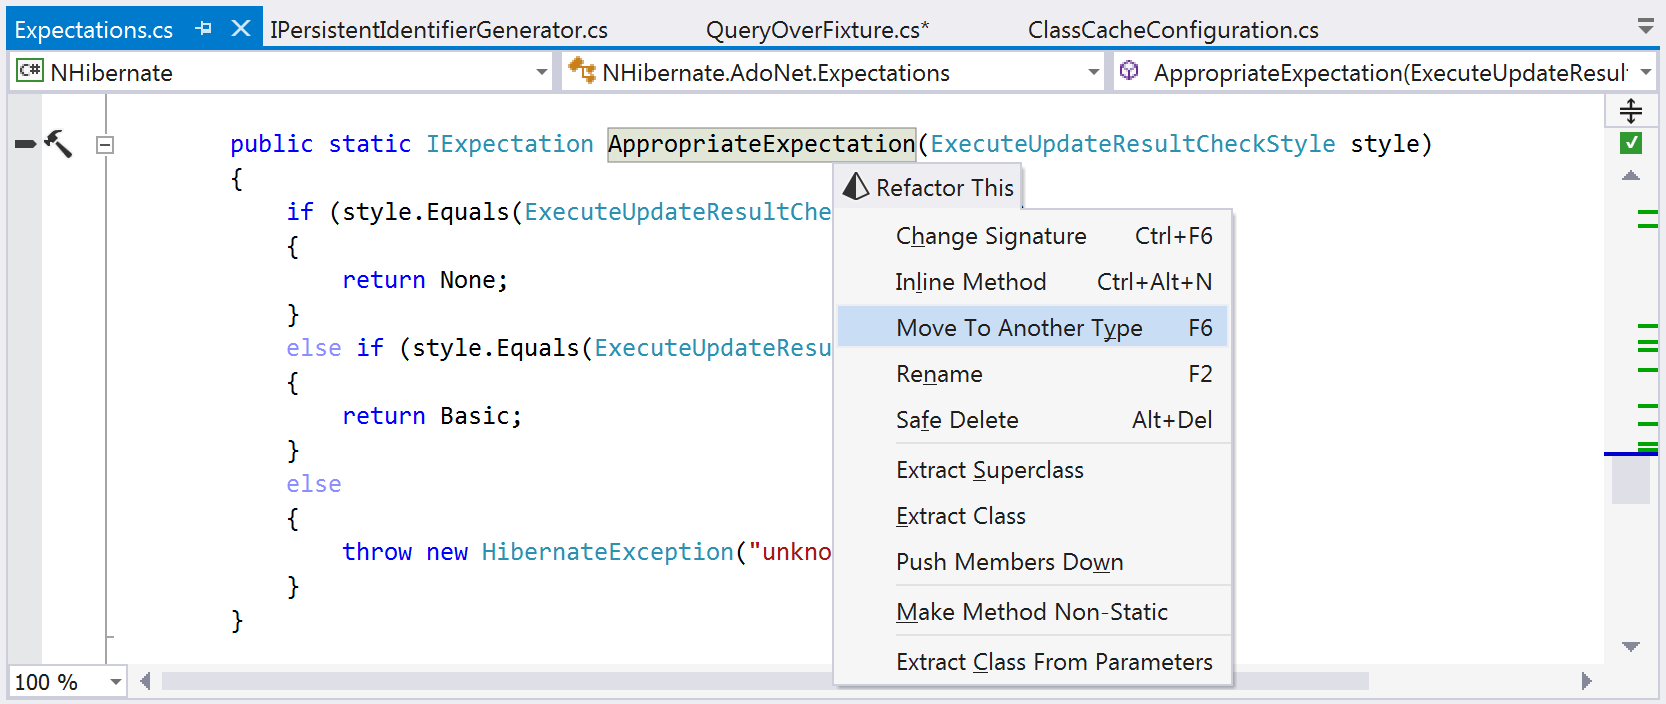 Expectations.cs IPersistentIdentifierGenerator.cs QueryOverFixture.cs* ClassCacheConfiguration.cs
C# NHibernate NHibernate.AdoNet.Expectations AppropriateExpectation(ExecuteUpdateResul
public static IExpectation AppropriateExpectation(ExecuteUpdateResultCheckStyle style)
{
if (style.Equals(ExecuteUpdateResultChe
{
return None;
}
else if (style.Equals(ExecuteUpdateResu
{
return Basic;
}
else
{
throw new HibernateException("unkno
}
}
Refactor This
Change Signature Ctrl+F6
Inline Method Ctrl+Alt+N
Move To Another Type F6
Rename F2
Safe Delete Alt+Del
Extract Superclass
Extract Class
Push Members Down
Make Method Non-Static
Extract Class From Parameters
100 %